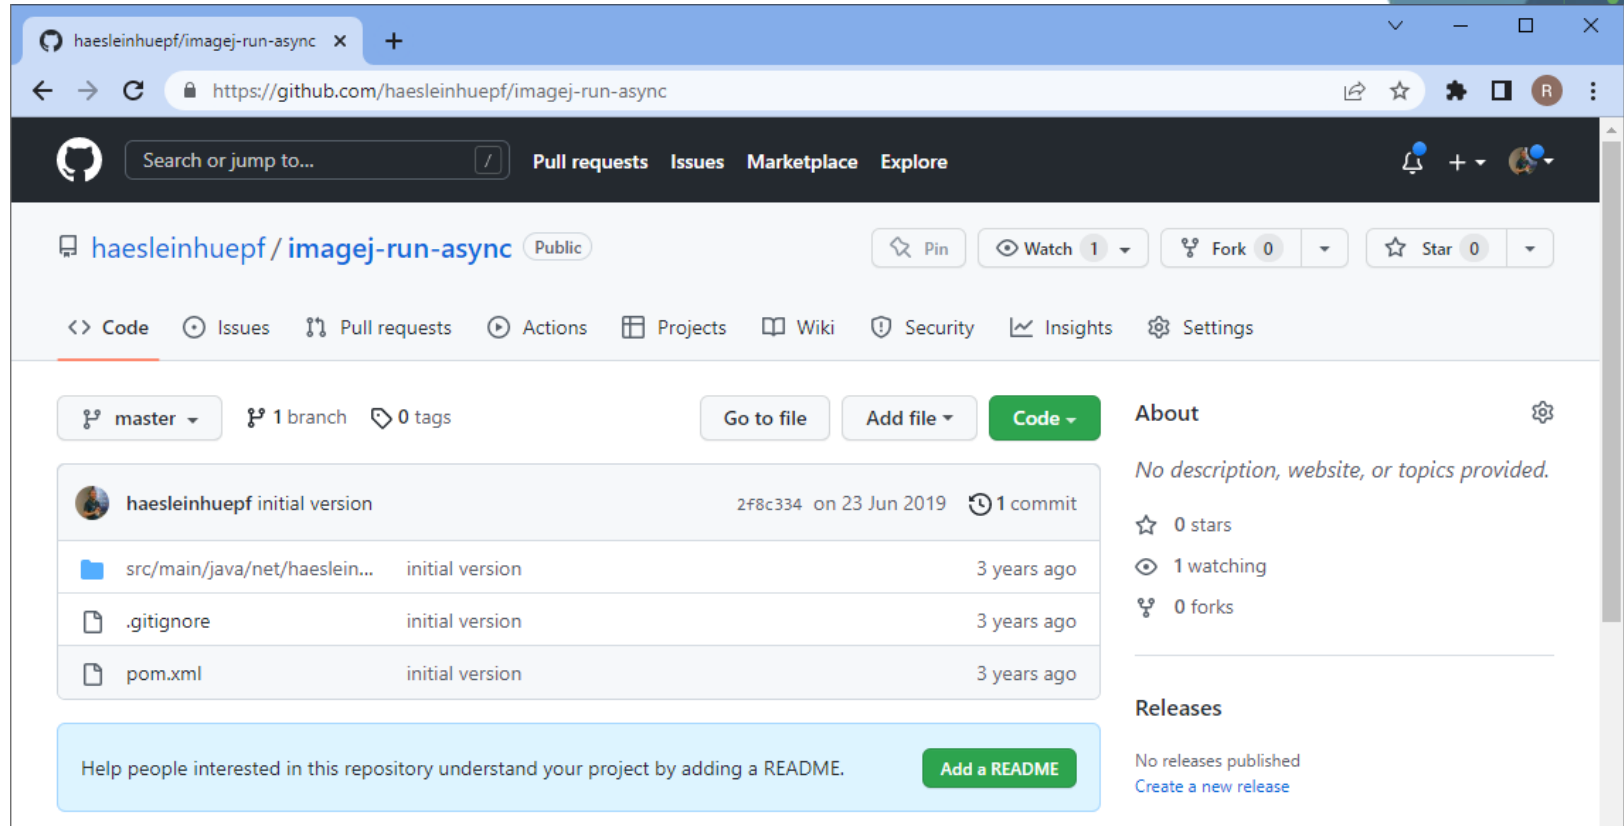 haesleinhuepf/imagej-run-async
https://github.com/haesleinhuepf/imagej-run-async
R
Search or jump to... /
Pull requests Issues Marketplace Explore
haesleinhuepf / imagej-run-async Public
Pin Watch 1 Fork 0 Star 0
Code Issues Pull requests Actions Projects Wiki Security Insights Settings
master 1 branch 0 tags Go to file Add file Code
About
No description, website, or topics provided.
haesleinhuepf initial version 2f8c334 on 23 Jun 2019 1 commit
0 stars
src/main/java/net/haeslein... initial version 3 years ago
1 watching
0 forks
.gitignore initial version 3 years ago
pom.xml initial version 3 years ago
Releases
Help people interested in this repository understand your project by adding a README. Add a README
No releases published
Create a new release